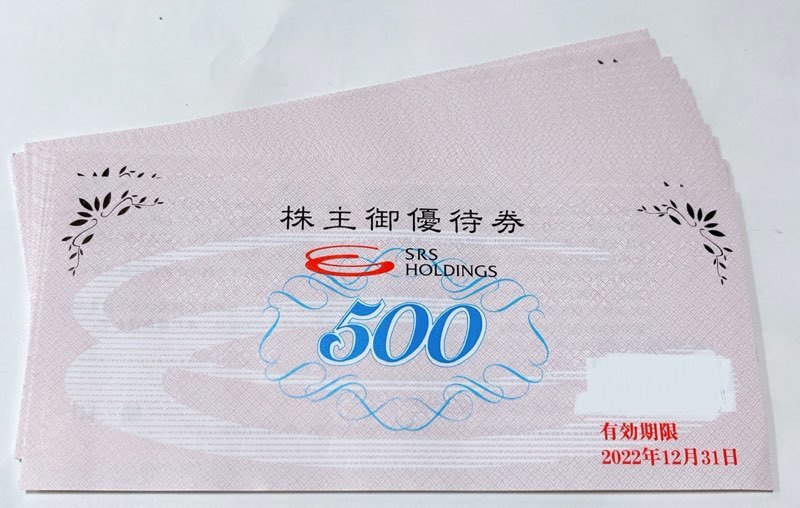 株主御優待券
SRS
HOLDINGS
500
有効期限
2022年12月31日